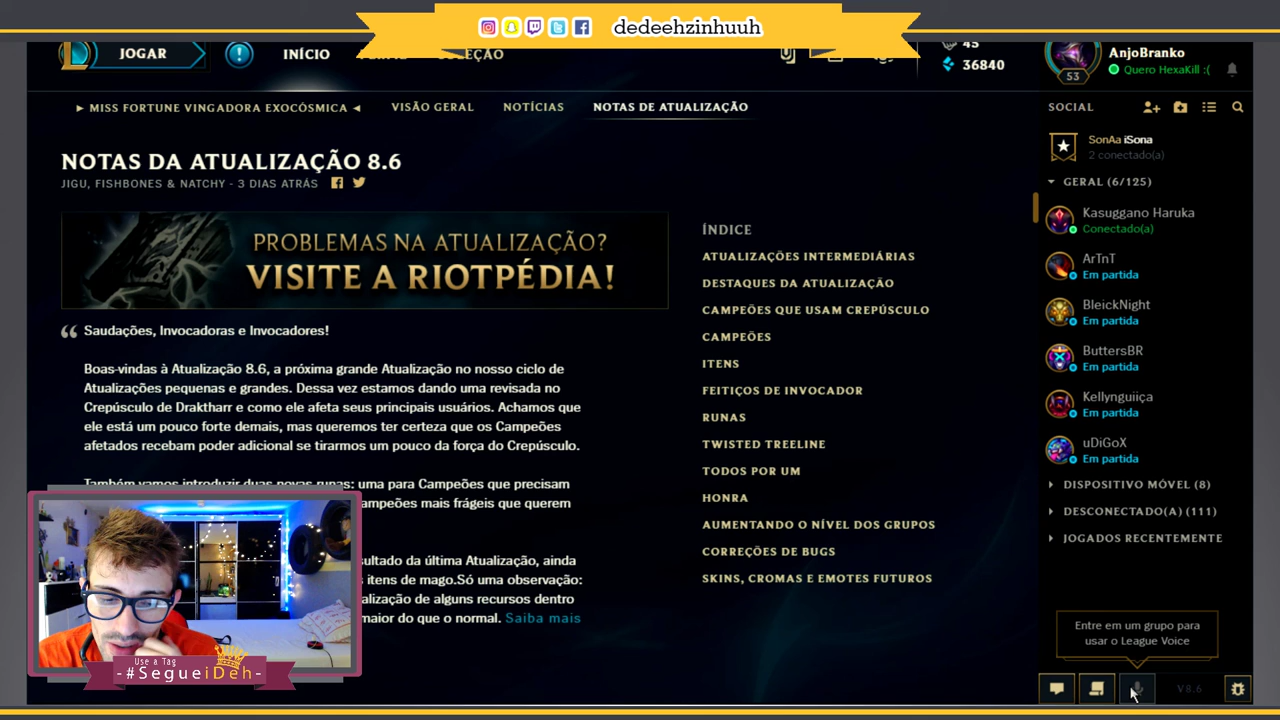 dedeehzinhuuh
JOGAR
INÍCIO
45
36840
53
AnjoBranko
Quero HexaKill :(
► MISS FORTUNE VINGADORA EXOCÓSMICA ◄
VISÃO GERAL
NOTÍCIAS
NOTAS DE ATUALIZAÇÃO
SOCIAL
SonAa iSona
2 conectado(a)
GERAL (6/125)
Kasuggano Haruka
Conectado(a)
ArTnT
Em partida
BleickNight
Em partida
ButtersBR
Em partida
Kellynguiiça
Em partida
uDiGoX
Em partida
DISPOSITIVO MÓVEL (8)
DESCONECTADO(A) (111)
JOGADOS RECENTEMENTE
Entre em um grupo para
usar o League Voice
V8.6
NOTAS DA ATUALIZAÇÃO 8.6
JIGU, FISHBONES & NATCHY - 3 DIAS ATRÁS
PROBLEMAS NA ATUALIZAÇÃO?
VISITE A RIOTPÉDIA!
Saudações, Invocadoras e Invocadores!
Boas-vindas à Atualização 8.6, a próxima grande Atualização no nosso ciclo de
Atualizações pequenas e grandes. Dessa vez estamos dando uma revisada no
Crepúsculo de Draktharr e como ele afeta seus principais usuários. Achamos que
ele está um pouco forte demais, mas queremos ter certeza que os Campeões
afetados recebam poder adicional se tirarmos um pouco da força do Crepúsculo.
Também vamos introduzir duas novas runas: uma para Campeões que precisam
ampeões mais frágeis que querem
sultado da última Atualização, ainda
itens de mago.Só uma observação:
alização de alguns recursos dentro
maior do que o normal. Saiba mais
ÍNDICE
ATUALIZAÇÕES INTERMEDIÁRIAS
DESTAQUES DA ATUALIZAÇÃO
CAMPEÕES QUE USAM CREPÚSCULO
CAMPEÕES
ITENS
FEITIÇOS DE INVOCADOR
RUNAS
TWISTED TREELINE
TODOS POR UM
HONRA
AUMENTANDO O NÍVEL DOS GRUPOS
CORREÇÕES DE BUGS
SKINS, CROMAS E EMOTES FUTUROS
Use a Tag
-#SegueiDeh-